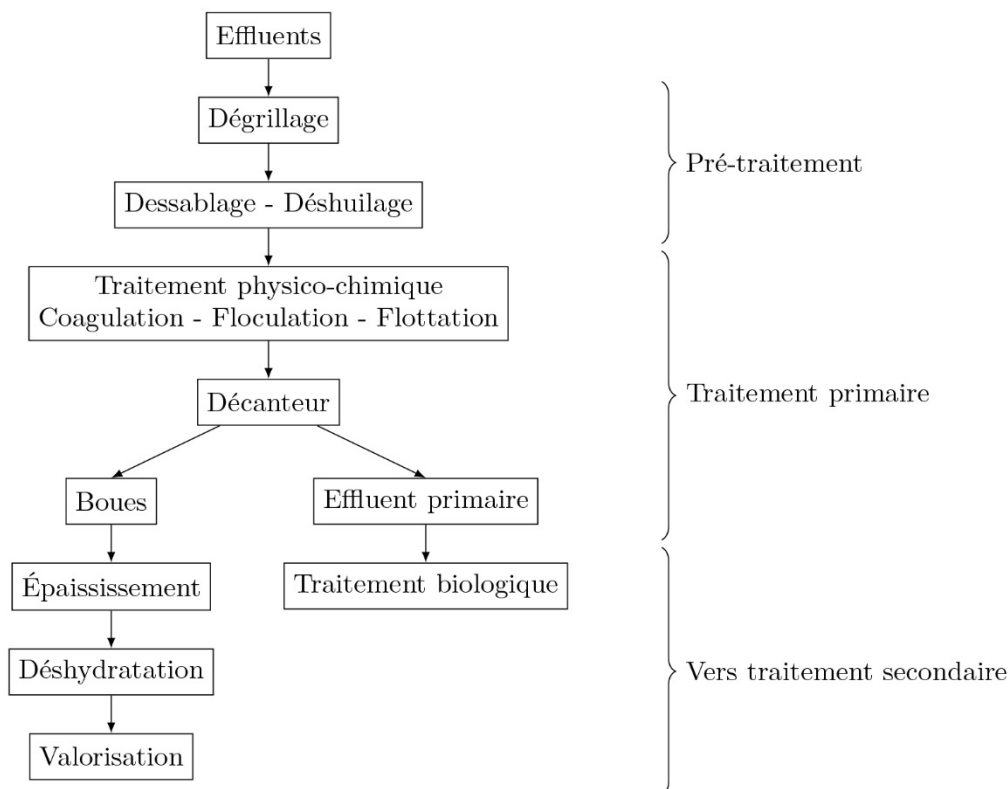 Effluents
Dégrillage
Pré-traitement
Dessablage - Déshuilage
Traitement physico-chimique
Coagulation - Floculation - Flottation
Décanteur
Traitement primaire
Boues
Effluent primaire
Épaississement
Traitement biologique
Déshydratation
Vers traitement secondaire
Valorisation